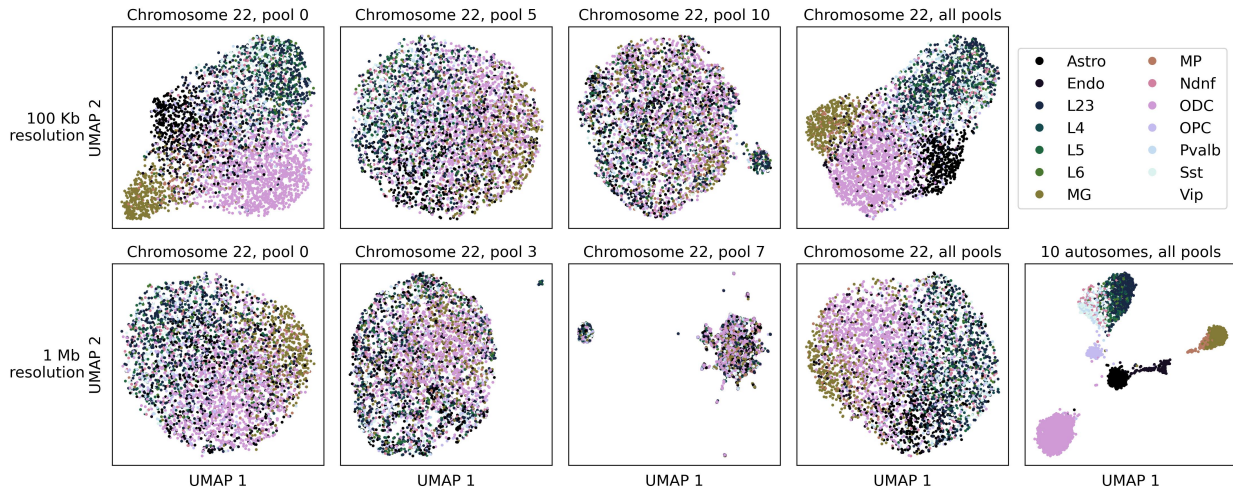 Chromosome 22, pool 0
Chromosome 22, pool 5
Chromosome 22, pool 10
Chromosome 22, all pools
100 Kb
resolution
UMAP 2
Astro
Endo
L23
L4
L5
L6
MG
MP
Ndnf
ODC
OPC
Pvalb
Sst
Vip
Chromosome 22, pool 0
Chromosome 22, pool 3
Chromosome 22, pool 7
Chromosome 22, all pools
10 autosomes, all pools
1 Mb
resolution
UMAP 2
UMAP 1
UMAP 1
UMAP 1
UMAP 1
UMAP 1